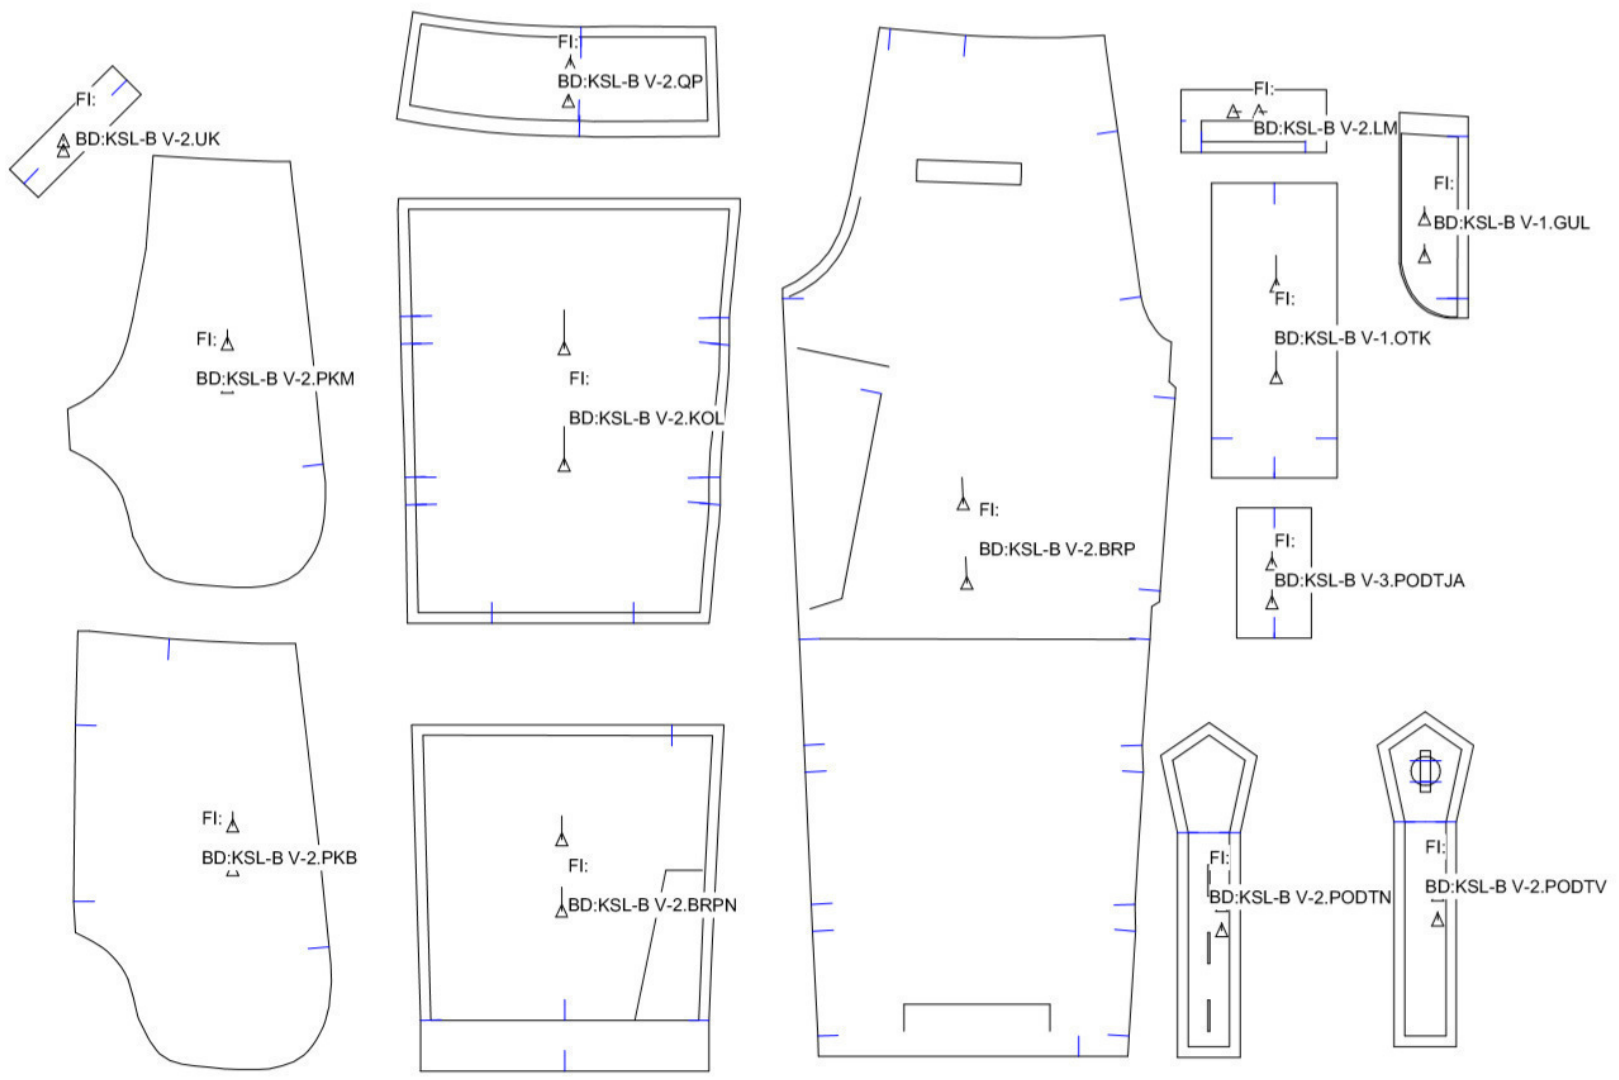 FI:
BD:KSL-B V-2.UK
FI:
BD:KSL-B V-2.QP
FI:
BD:KSL-B V-2.LM
FI:
BD:KSL-B V-1.GUL
FI:
BD:KSL-B V-2.PKM
FI:
BD:KSL-B V-2.KOL
FI:
BD:KSL-B V-1.OTK
FI:
BD:KSL-B V-2.BRP
FI:
BD:KSL-B V-3.PODTJA
FI:
BD:KSL-B V-2.PKB
FI:
BD:KSL-B V-2.BRPN
FI:
BD:KSL-B V-2.PODTN
FI:
BD:KSL-B V-2.PODTV